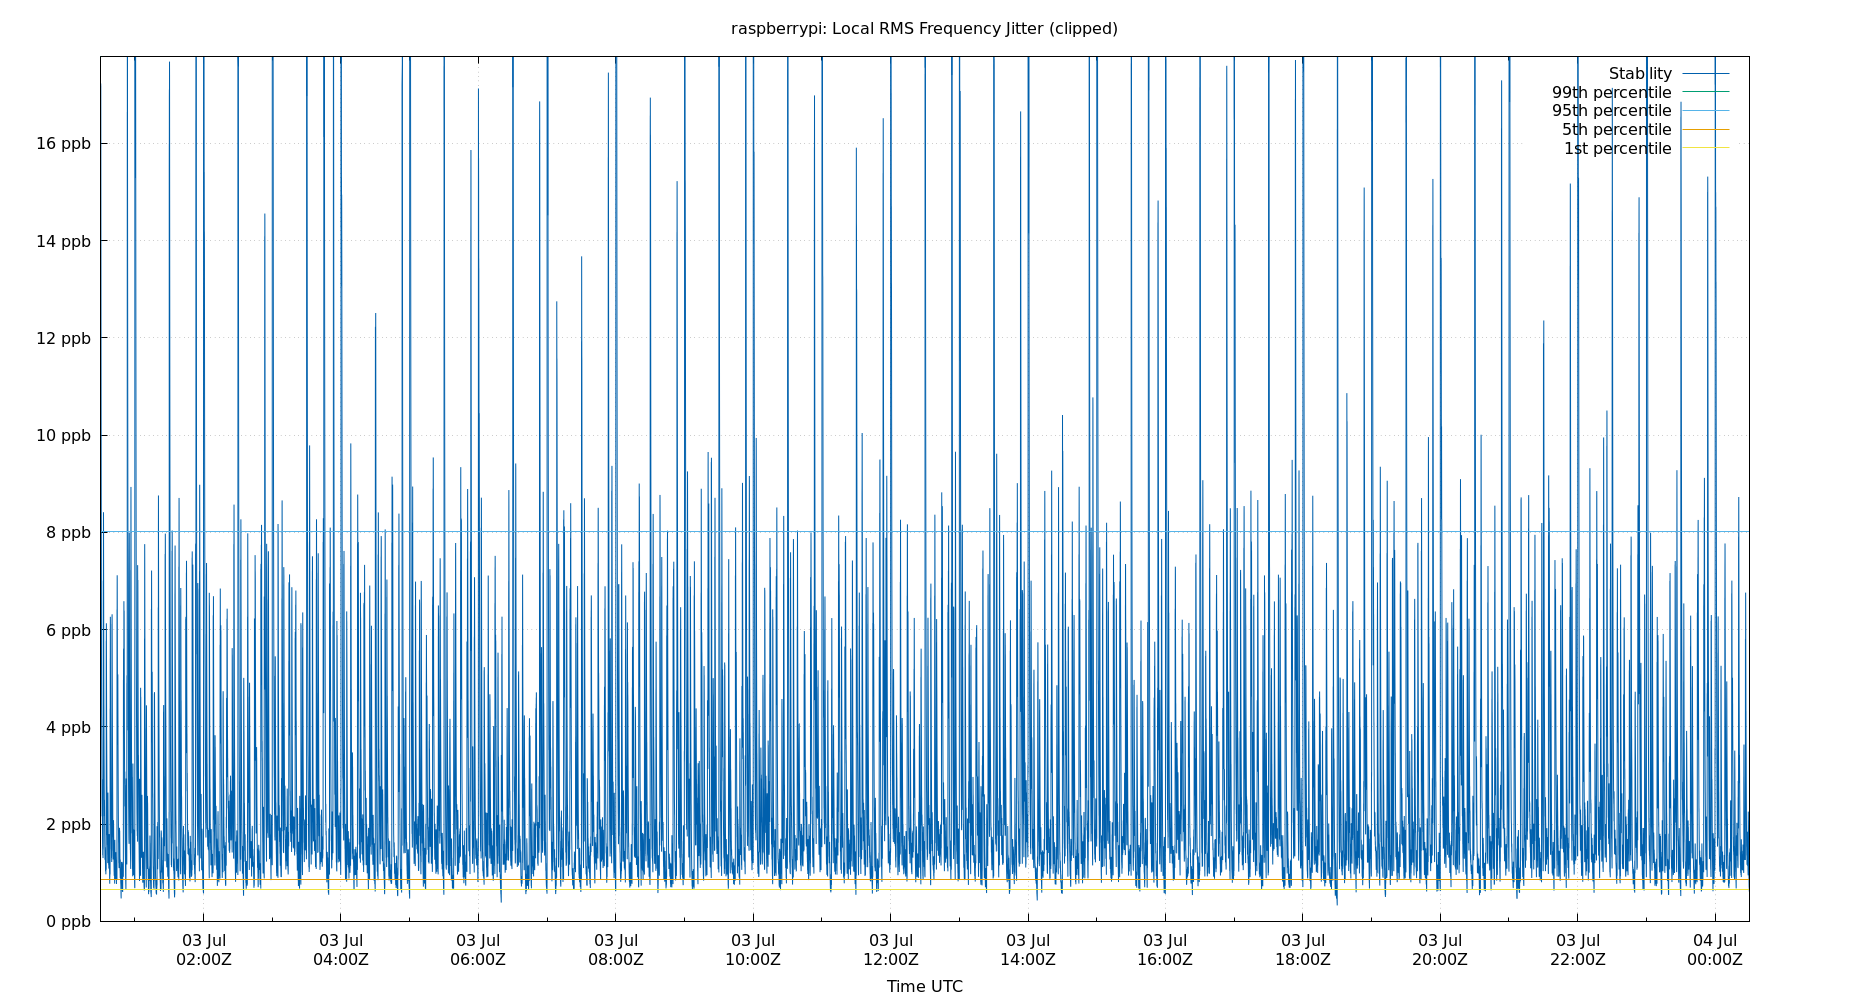 raspberrypi: Local RMS Frequency Jitter (clipped)
Stability
99th percentile
95th percentile
5th percentile
1st percentile
16 ppb
14 ppb
12 ppb
10 ppb
8 ppb
6 ppb
4 ppb
2 ppb
0 ppb
03 Jul 03 Jul 03 Jul 03 Jul 03 Jul 03 Jul 03 Jul 03 Jul 03 Jul 03 Jul 03 Jul 04 Jul
02:00Z 04:00Z 06:00Z 08:00Z 10:00Z 12:00Z 14:00Z 16:00Z 18:00Z 20:00Z 22:00Z 00:00Z
Time UTC